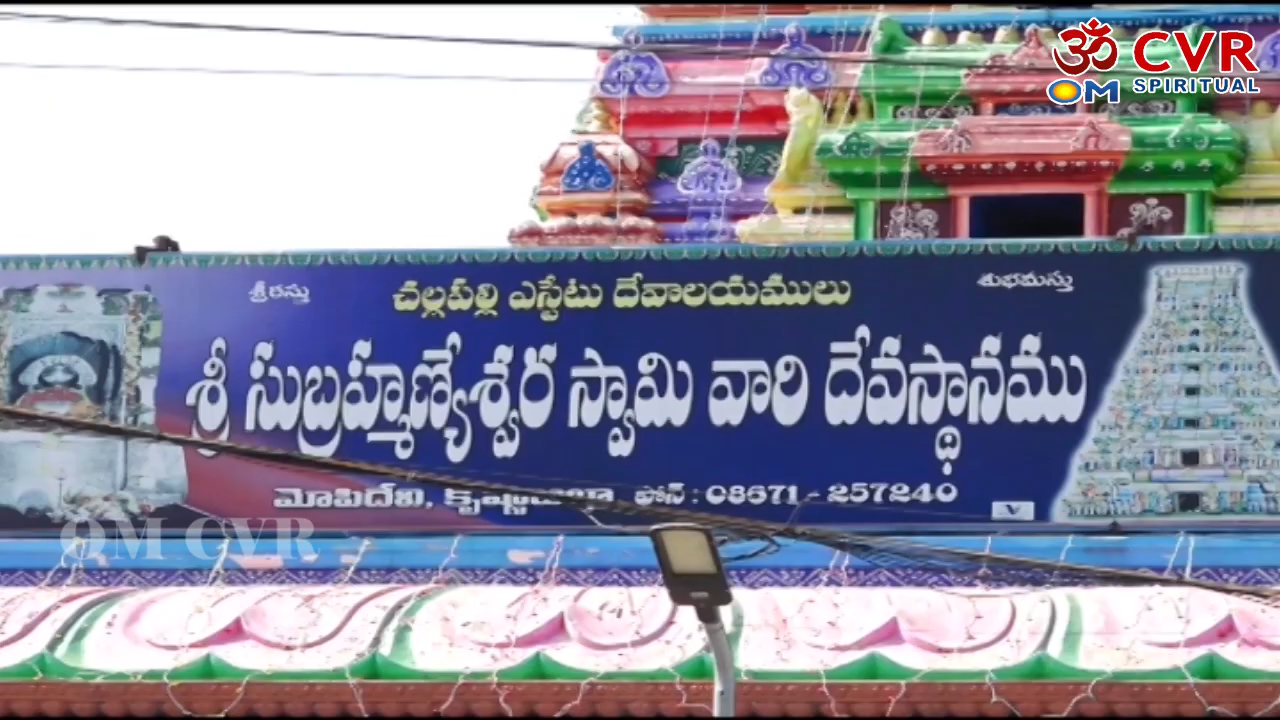 ॐ CVR
OM SPIRITUAL
శ్రీరస్తు
శుభమస్తు
చల్లపల్లి ఎస్టేటు దేవాలయములు
శ్రీ సుబ్రహ్మణ్యేశ్వర స్వామి వారి దేవస్థానము
మోపిదేవి, కృష్ణాజిల్లా, ఫోన్ : 08671 - 257240
V
OM CVR